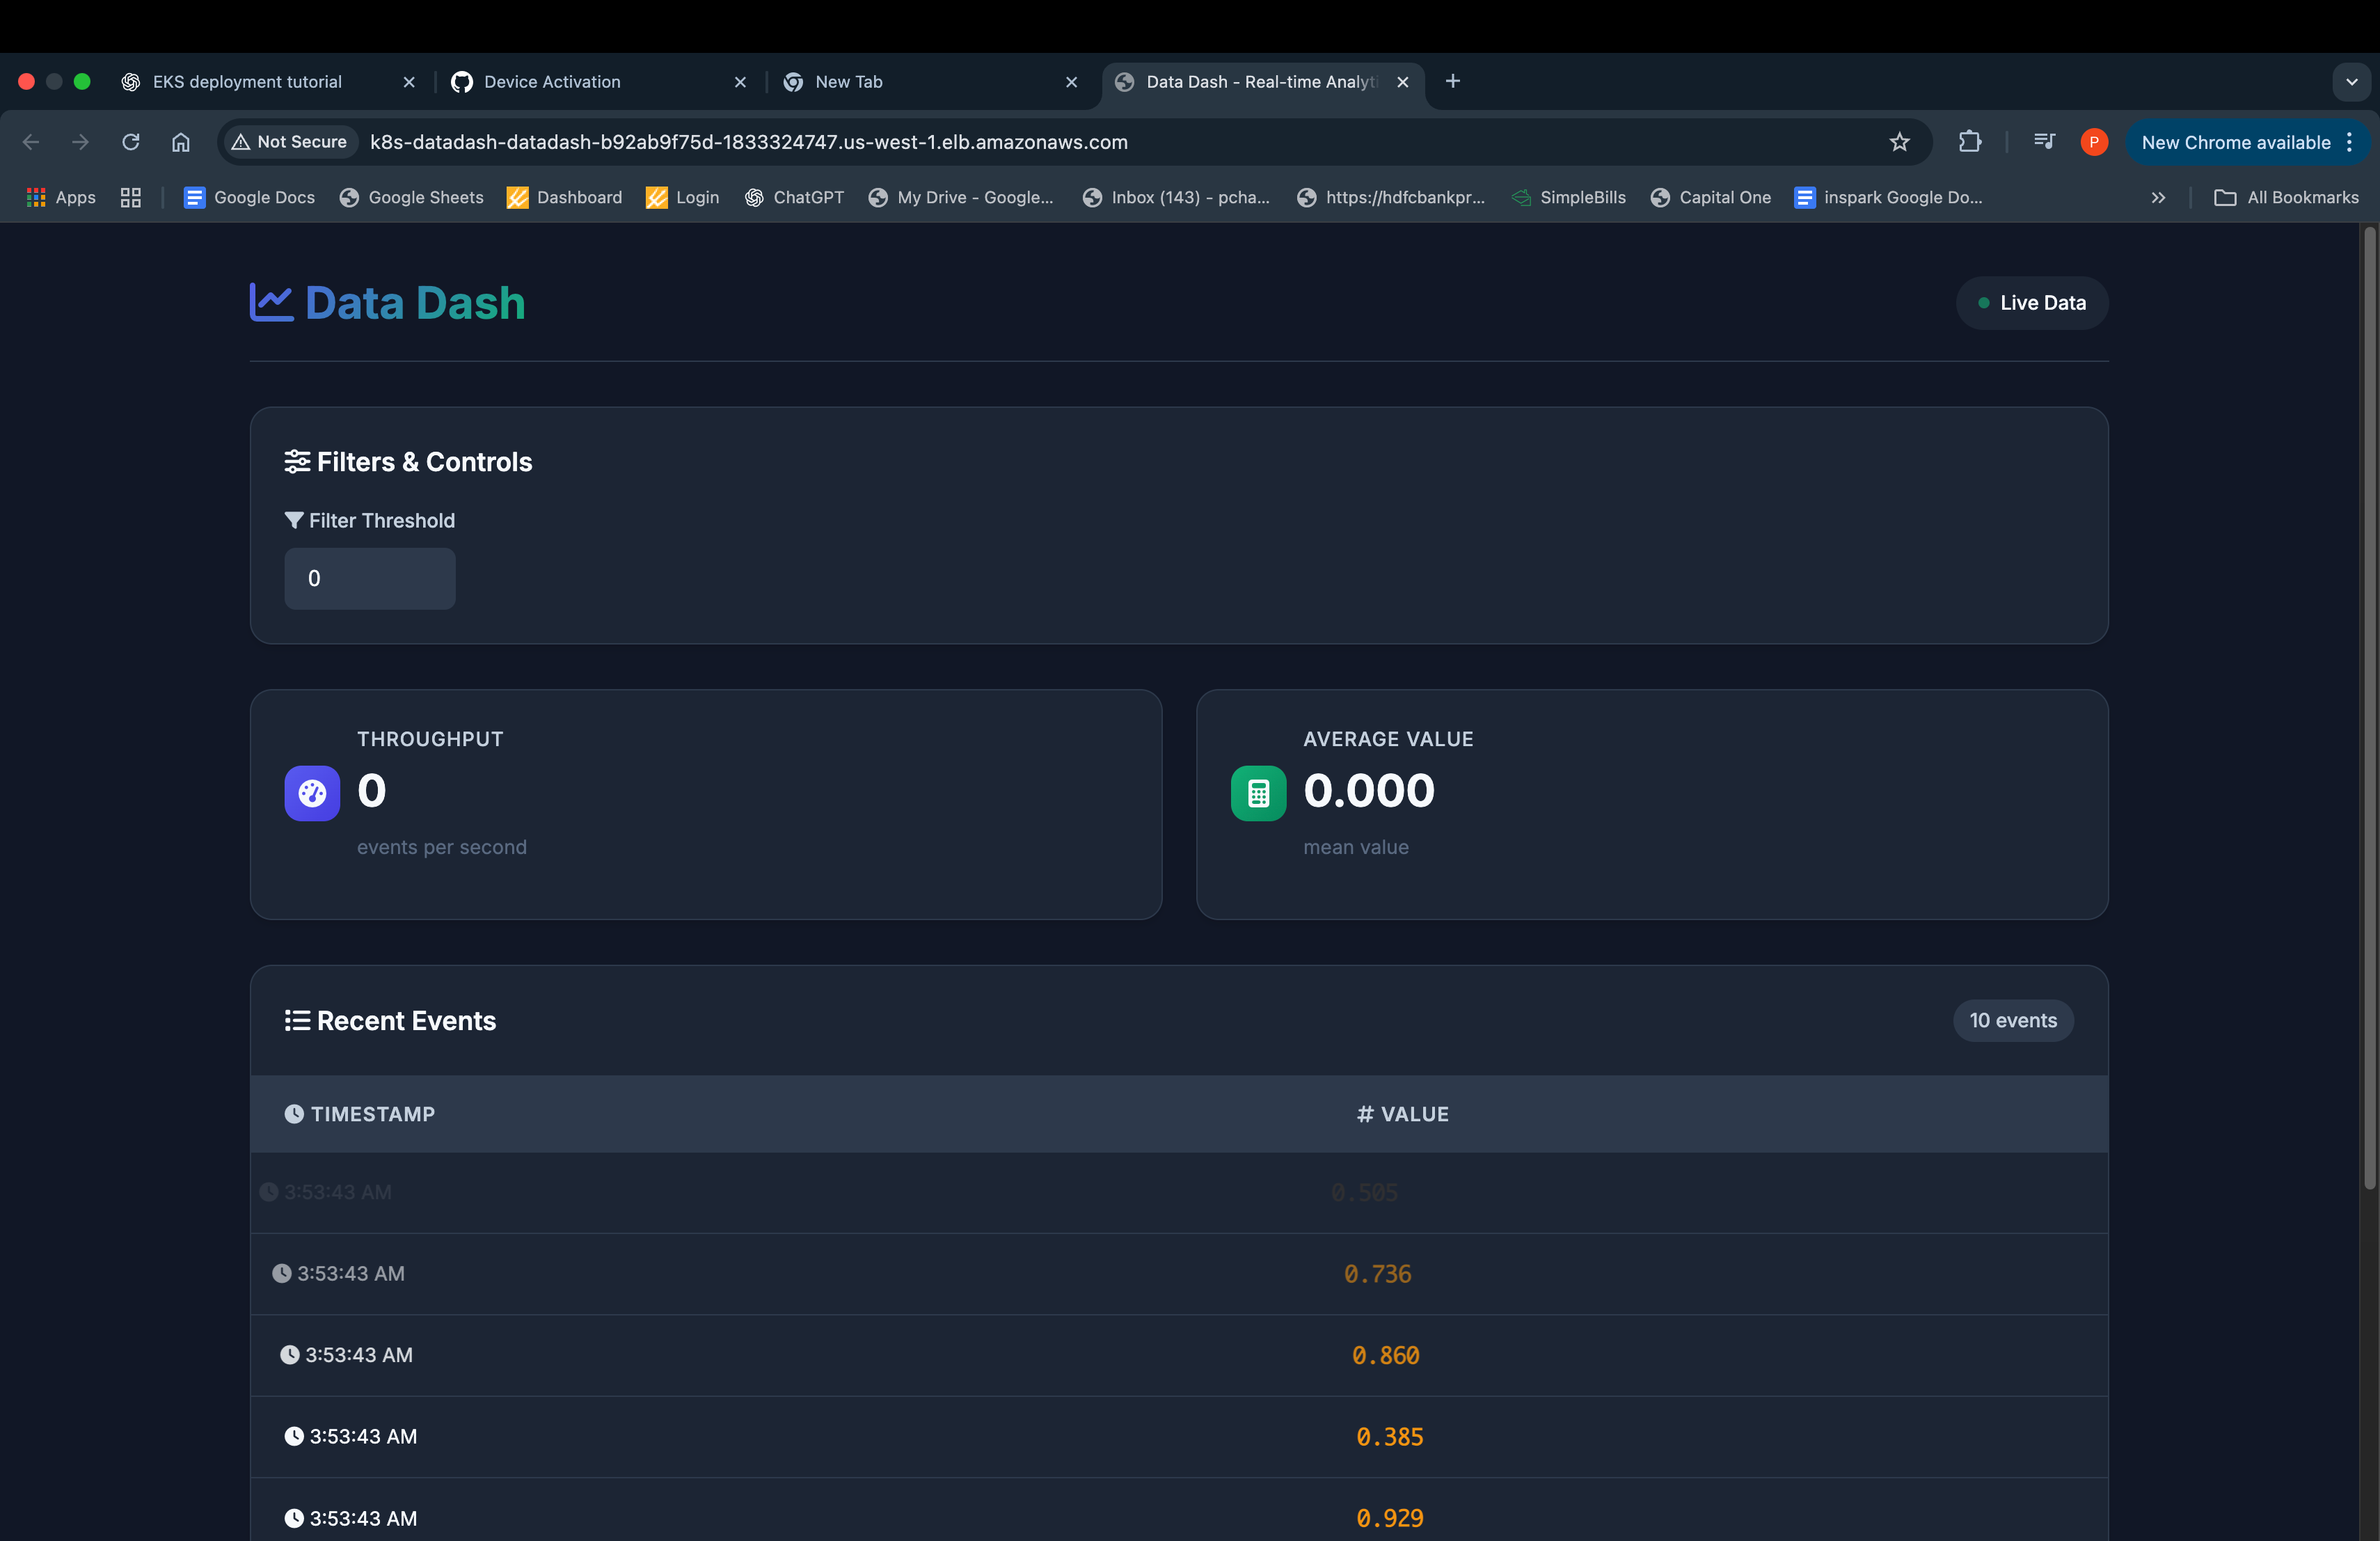 EKS deployment tutorial
Device Activation
New Tab
Data Dash - Real-time Analyti
Not Secure
k8s-datadash-datadash-b92ab9f75d-1833324747.us-west-1.elb.amazonaws.com
P
New Chrome available
Apps
Google Docs
Google Sheets
Dashboard
Login
ChatGPT
My Drive - Google...
Inbox (143) - pcha...
https://hdfcbankpr...
SimpleBills
Capital One
inspark Google Do...
All Bookmarks
Data Dash
Live Data
Filters & Controls
Filter Threshold
0
THROUGHPUT
0
events per second
AVERAGE VALUE
0.000
mean value
Recent Events
10 events
TIMESTAMP
# VALUE
3:53:43 AM
0.505
3:53:43 AM
0.736
3:53:43 AM
0.860
3:53:43 AM
0.385
3:53:43 AM
0.929